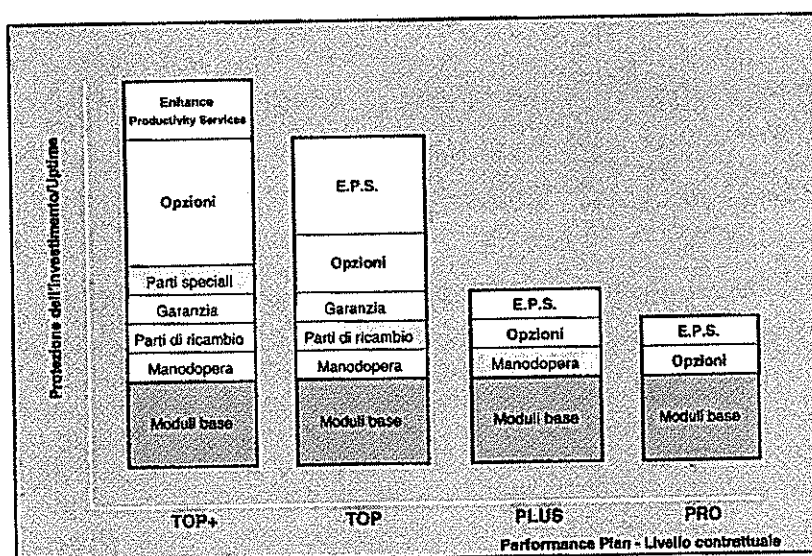 Protezione dell'Investimento/Uptime
Enhance
Productivity Services
Opzioni
Parti speciali
Garanzia
Parti di ricambio
Manodopera
Moduli base
E.P.S.
Opzioni
Garanzia
Parti di ricambio
Manodopera
Moduli base
E.P.S.
Opzioni
Manodopera
Moduli base
E.P.S.
Opzioni
Moduli base
TOP+
TOP
PLUS
PRO
Performance Plan - Livello contrattuale